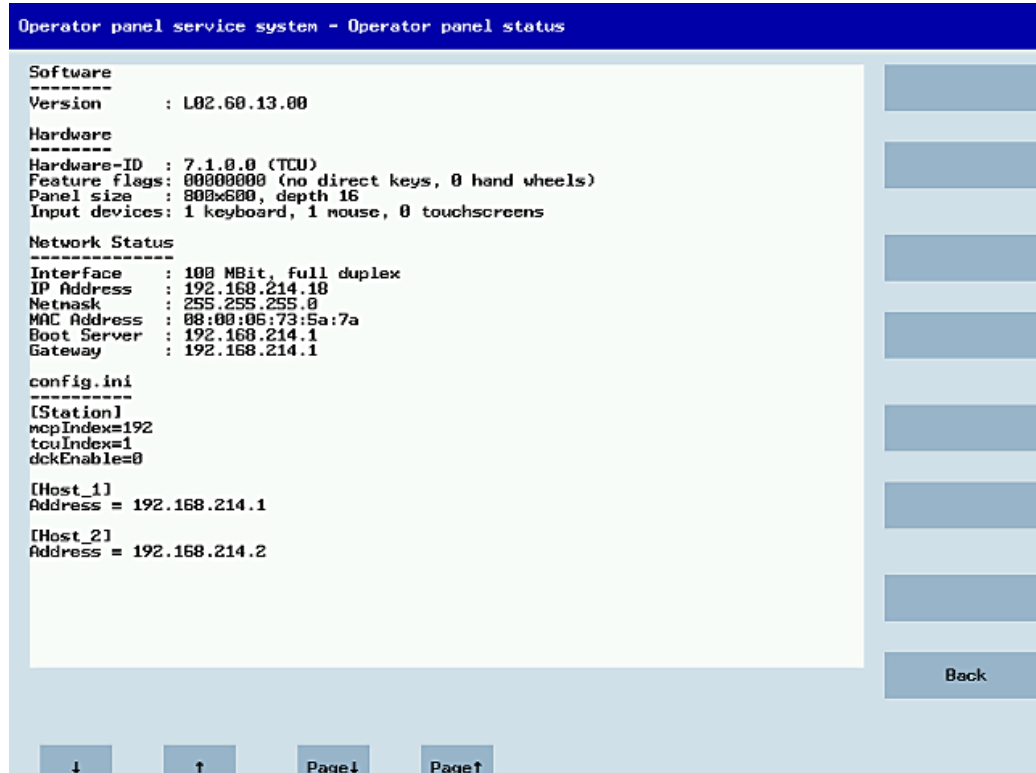 Operator panel service system - Operator panel status
Software
--------
Version : L02.60.13.00
Hardware
--------
Hardware-ID : 7.1.0.0 (TCU)
Feature flags: 00000000 (no direct keys, 0 hand wheels)
Panel size : 800x600, depth 16
Input devices: 1 keyboard, 1 mouse, 0 touchscreens
Network Status
--------------
Interface : 100 MBit, full duplex
IP Address : 192.168.214.18
Netmask : 255.255.255.0
MAC Address : 08:00:06:73:5a:7a
Boot Server : 192.168.214.1
Gateway : 192.168.214.1
config.ini
----------
[Station]
mcpIndex=192
tcuIndex=1
dckEnable=0
[Host_1]
Address = 192.168.214.1
[Host_2]
Address = 192.168.214.2
Back
↓ ↑ Page↓ Page↑